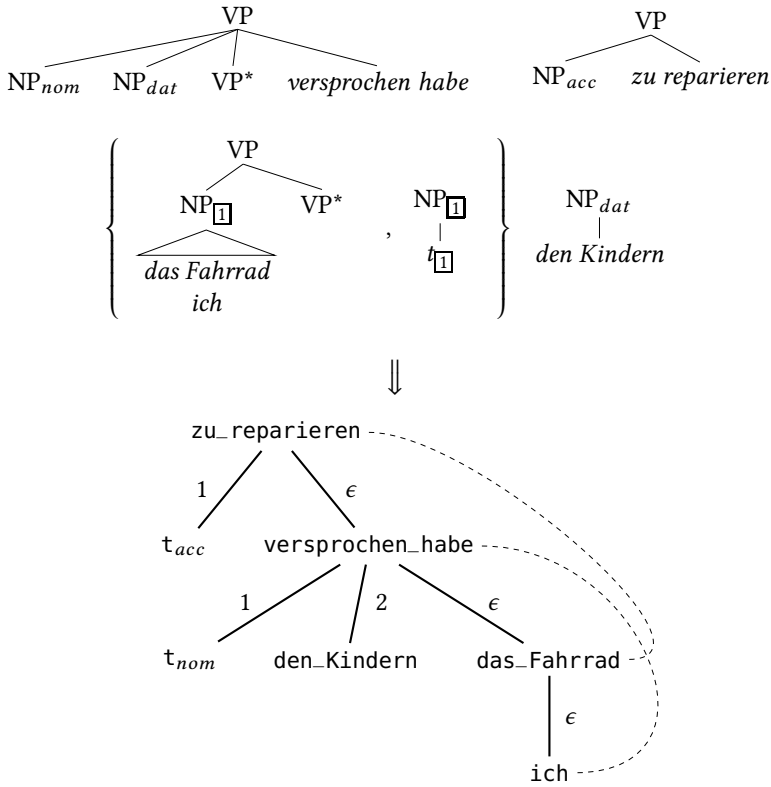 VP VP
NP_nom NP_dat VP* versprochen habe NP_acc zu reparieren
VP
NP_1 VP* , NP_1 NP_dat
das Fahrrad t_1 den Kindern
ich
⇓
zu_reparieren
1 ϵ
t_acc versprochen_habe
1 2 ϵ
t_nom den_Kindern das_Fahrrad
ϵ
ich